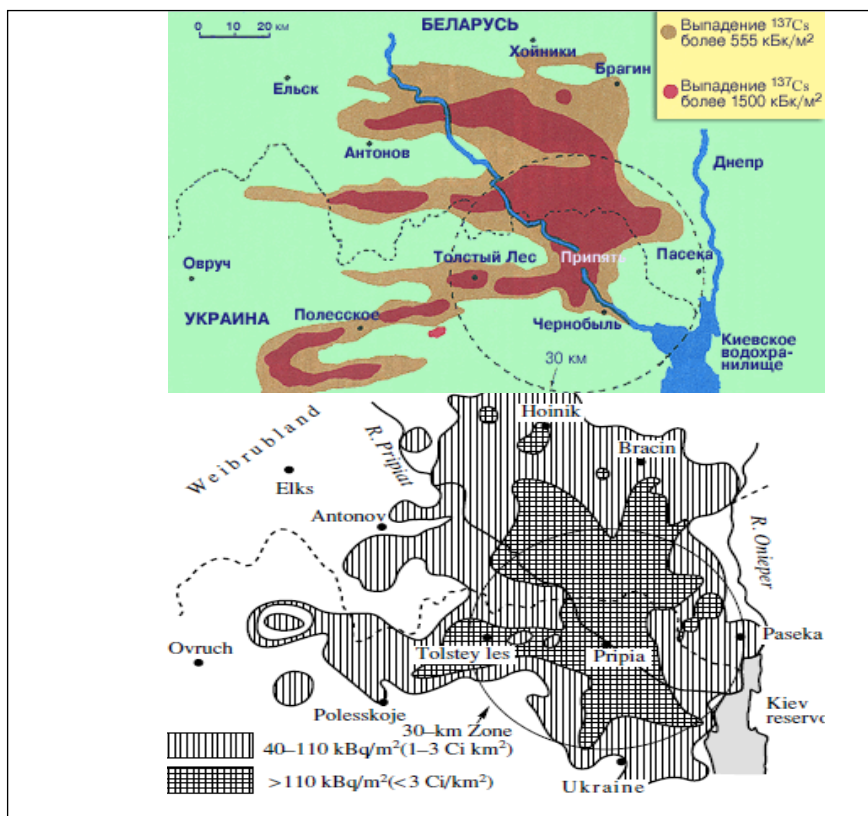 0 10 20 км
БЕЛАРУСЬ
Выпадение ¹³⁷Cs
более 555 кБк/м²
Хойники
Брагин
Ельск
Выпадение ¹³⁷Cs
более 1500 кБк/м²
Антонов
Днепр
Овруч
Толстый Лес
Припять
Пасека
УКРАИНА
Полесское
Чернобыль
Киевское
водохра-
нилище
30 км
Weibrubland
R. Pripiat
Hoinik
Bracin
Elks
Antonov
R. Onieper
Ovruch
Tolstey les
Pripia
Paseka
Polesskoje
30–km Zone
Kiev
reservo
40–110 kBq/m²(1–3 Ci km²)
>110 kBq/m²(<3 Ci/km²)
Ukraine